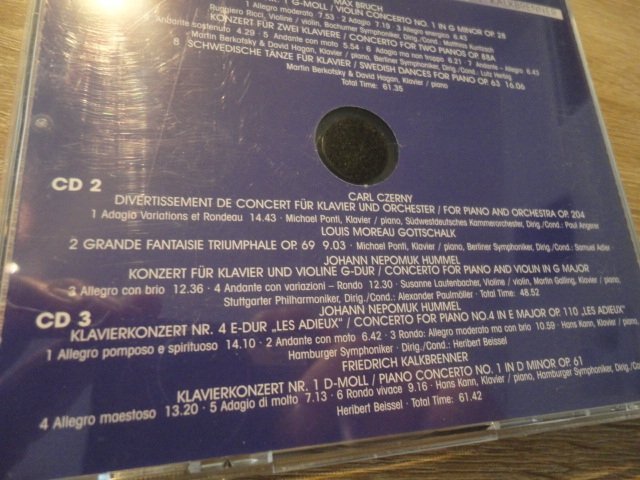 KALKBRENNER
MAX BRUCH
1 G-MOLL / VIOLIN CONCERTO NO. 1 IN G MINOR OP. 28
1 Allegro moderato 7.53 · 2 Adagio 7.19 · 3 Allegro energico 6.43
Ruggiero Ricci, Violine / violin, Bochumer Symphoniker, Dirig./Cond.: Matthias Kuntzsch
KONZERT FÜR ZWEI KLAVIERE / CONCERTO FOR TWO PIANOS OP. 88A
Andante sostenuto 4.29 · 5 Andante con moto 5.54 · 6 Adagio ma non troppo 6.21 · 7 Andante – Allegro 6.43
Martin Berkofsky & David Hagan, Klavier / piano, Berliner Symphoniker, Dirig./Cond.: Lutz Herbig
8 SCHWEDISCHE TÄNZE FÜR KLAVIER / SWEDISH DANCES FOR PIANO OP. 63 16.06
Martin Berkofsky & David Hagan, Klavier / piano
Total Time: 61.35
CD 2
CARL CZERNY
DIVERTISSEMENT DE CONCERT FÜR KLAVIER UND ORCHESTER / FOR PIANO AND ORCHESTRA OP. 204
1 Adagio Variations et Rondeau 14.43 · Michael Ponti, Klavier / piano, Südwestdeutsches Kammerorchester, Dirig./Cond.: Paul Angerer
LOUIS MOREAU GOTTSCHALK
2 GRANDE FANTAISIE TRIUMPHALE OP. 69 9.03 · Michael Ponti, Klavier / piano, Berliner Symphoniker, Dirig./Cond.: Samuel Adler
JOHANN NEPOMUK HUMMEL
KONZERT FÜR KLAVIER UND VIOLINE G-DUR / CONCERTO FOR PIANO AND VIOLIN IN G MAJOR
3 Allegro con brio 12.36 · 4 Andante con variazioni – Rondo 12.30 · Susanne Lautenbacher, Violine / violin, Martin Galling, Klavier / piano,
Stuttgarter Philharmoniker, Dirig./Cond.: Alexander Paulmüller · Total Time: 48.52
CD 3
JOHANN NEPOMUK HUMMEL
KLAVIERKONZERT NR. 4 E-DUR „LES ADIEUX" / CONCERTO FOR PIANO NO.4 IN E MAJOR OP. 110 „LES ADIEUX"
1 Allegro pomposo e spirituoso 14.10 · 2 Andante con moto 6.42 · 3 Rondo: Allegro moderato ma con brio 10.59 · Hans Kann, Klavier / piano,
Hamburger Symphoniker · Dirig./Cond.: Heribert Beissel
FRIEDRICH KALKBRENNER
KLAVIERKONZERT NR. 1 D-MOLL / PIANO CONCERTO NO. 1 IN D MINOR OP. 61
4 Allegro maestoso 13.20 · 5 Adagio di molto 7.13 · 6 Rondo vivace 9.16 · Hans Kann, Klavier / piano, Hamburger Symphoniker, Dirig./Cond.:
Heribert Beissel · Total Time: 61.42